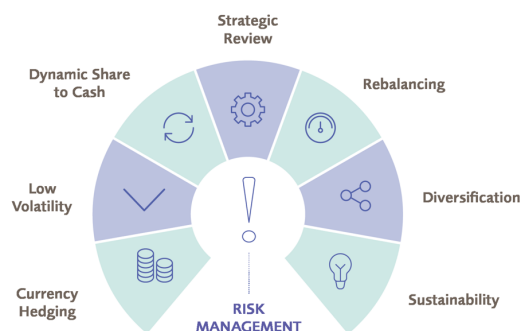 Strategic
Review
Dynamic Share
to Cash
Rebalancing
Low
Volatility
Diversification
Currency
Hedging
Sustainability
RISK
MANAGEMENT